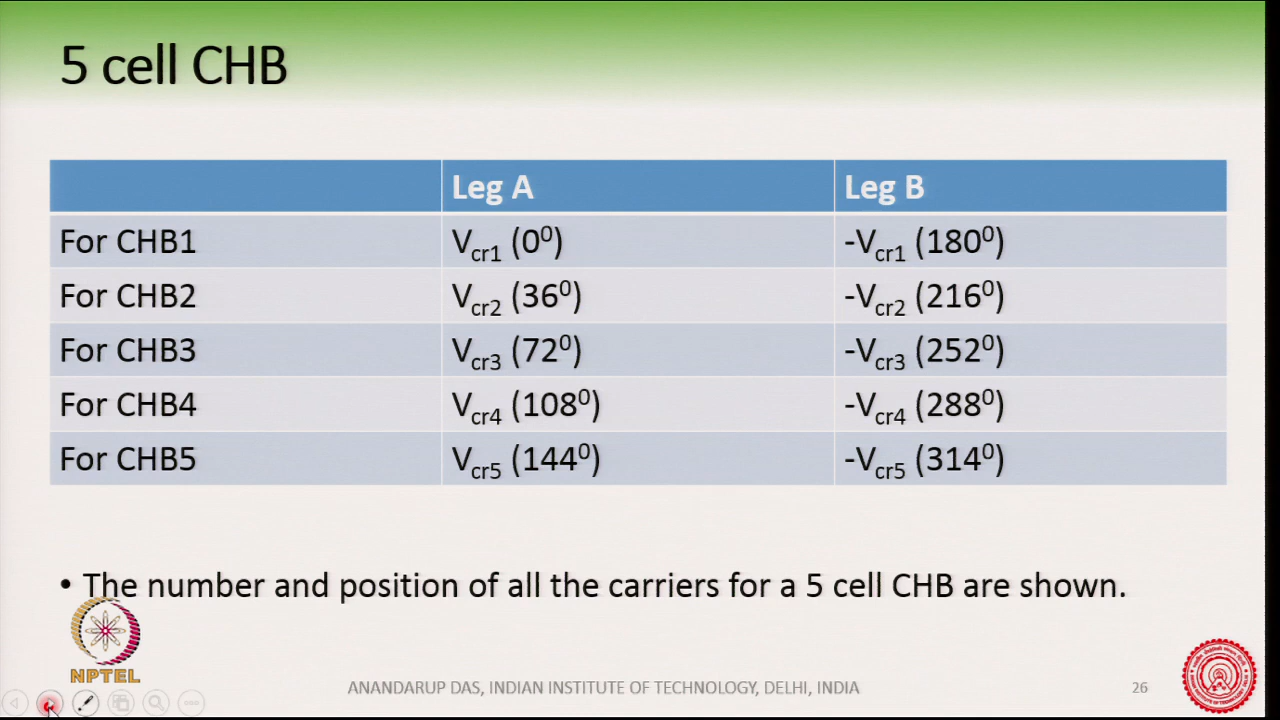 5 cell CHB
Leg A Leg B
For CHB1 Vcr1 (0⁰) -Vcr1 (180⁰)
For CHB2 Vcr2 (36⁰) -Vcr2 (216⁰)
For CHB3 Vcr3 (72⁰) -Vcr3 (252⁰)
For CHB4 Vcr4 (108⁰) -Vcr4 (288⁰)
For CHB5 Vcr5 (144⁰) -Vcr5 (314⁰)
• The number and position of all the carriers for a 5 cell CHB are shown.
NPTEL
ANANDARUP DAS, INDIAN INSTITUTE OF TECHNOLOGY, DELHI, INDIA 26